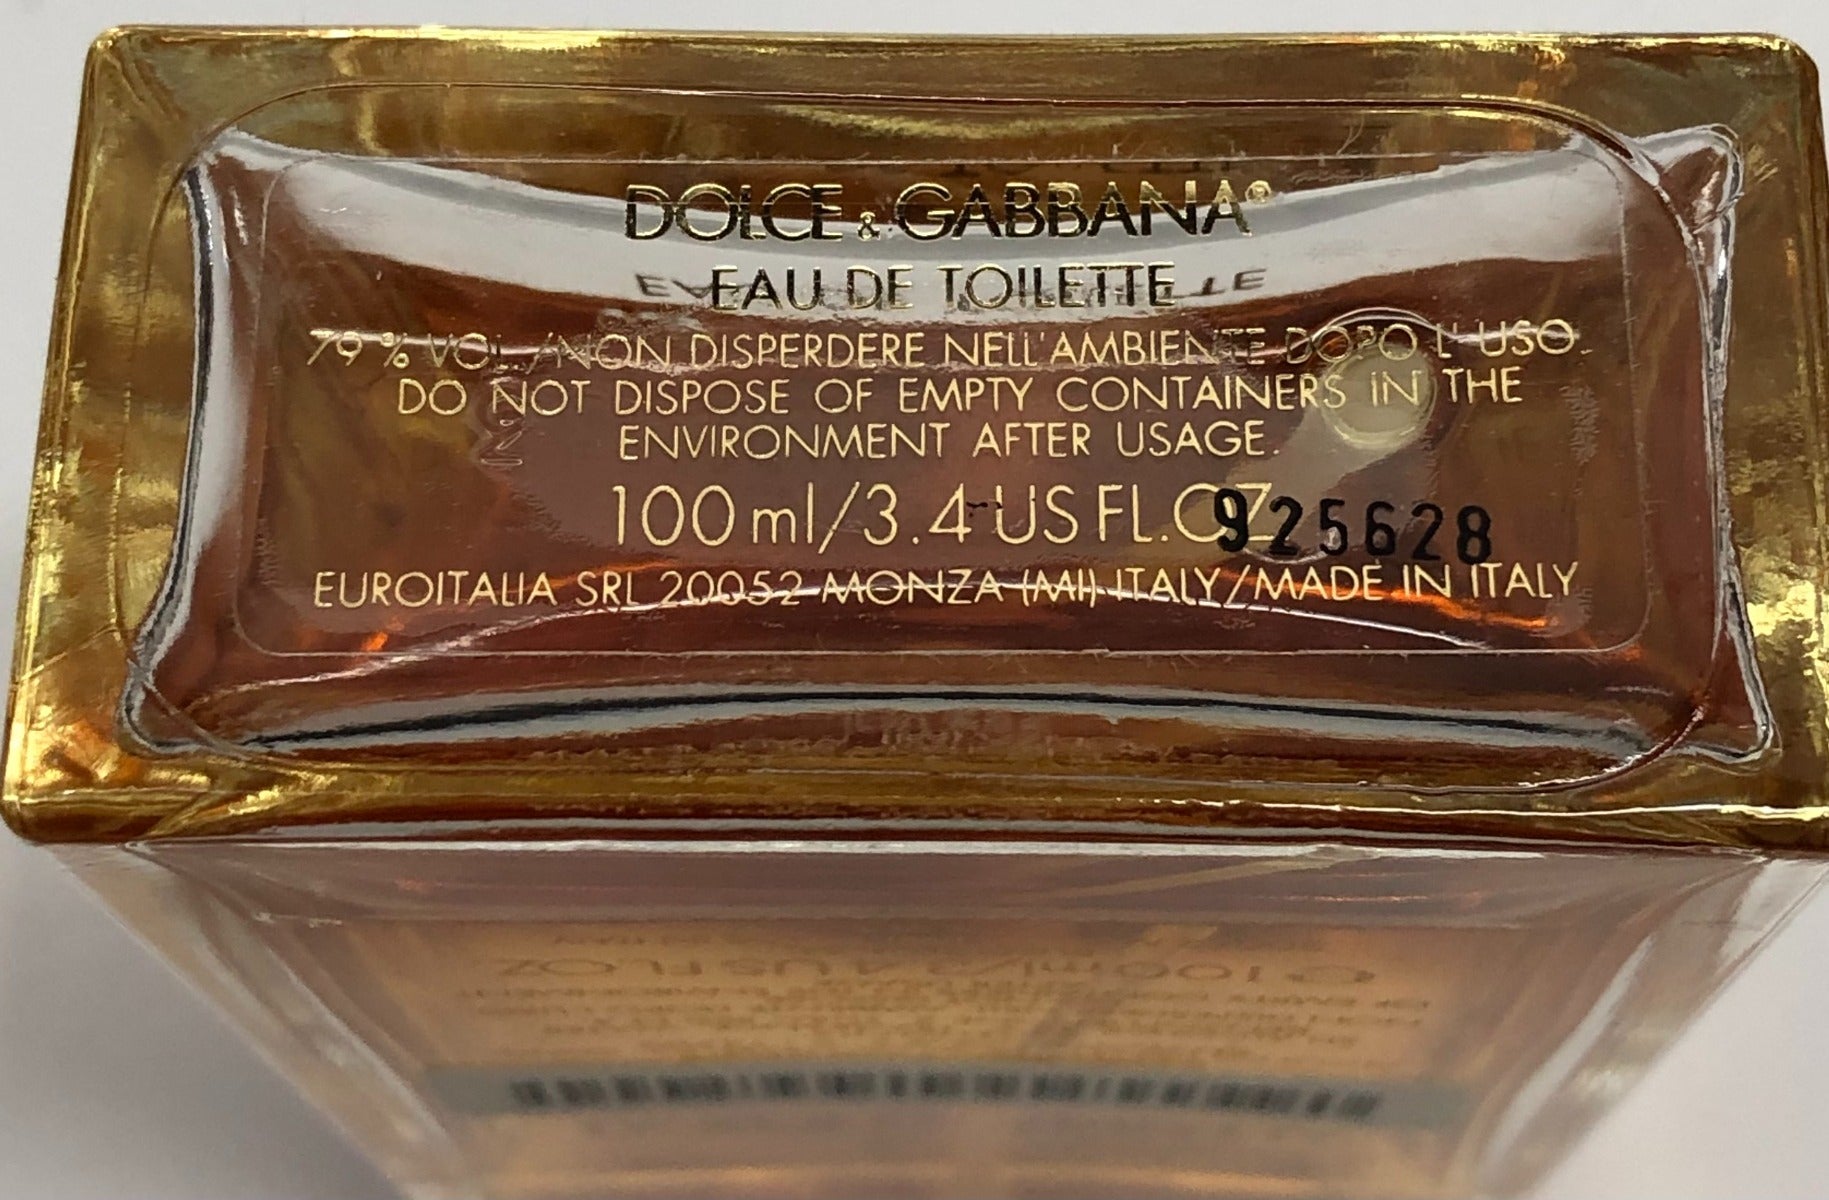 DOLCE & GABBANA®
EAU DE TOILETTE
79 % VOL./NON DISPERDERE NELL'AMBIENTE DOPO L'USO.
DO NOT DISPOSE OF EMPTY CONTAINERS IN THE
ENVIRONMENT AFTER USAGE.
100 ml/3.4 US FL.OZ
925628
EUROITALIA SRL 20052 MONZA (MI) ITALY/MADE IN ITALY